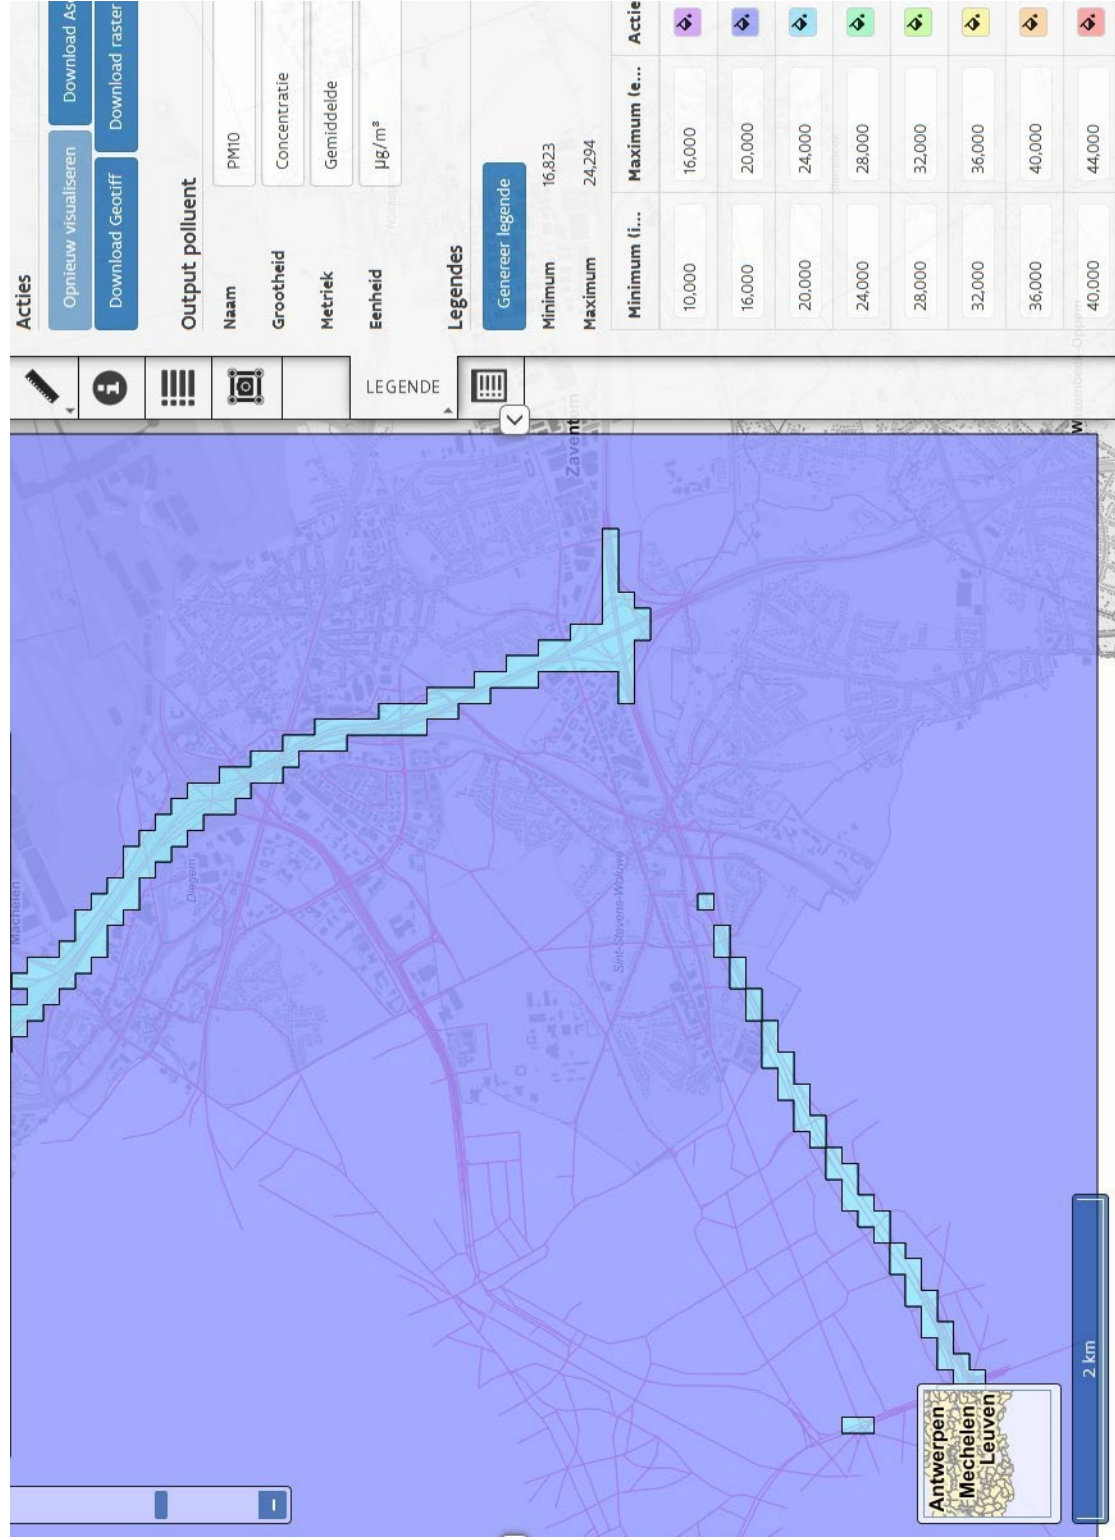 Acties
Opnieuw visualiseren
Download Geotiff
Download raster
Output polluent
Naam PM10
Grootheid Concentratie
Metriek Gemiddelde
Eenheid µg/m³
Legendes
Genereer legende
Minimum 16,823
Maximum 24,294
Minimum (i... Maximum (e... Actie
10,000 16,000
16,000 20,000
20,000 24,000
24,000 28,000
28,000 32,000
32,000 36,000
36,000 40,000
40,000 44,000
LEGENDE
Machelen
Diegem
Zaventem
Sint-Stevens-Woluwe
Antwerpen
Mechelen
Leuven
2 km